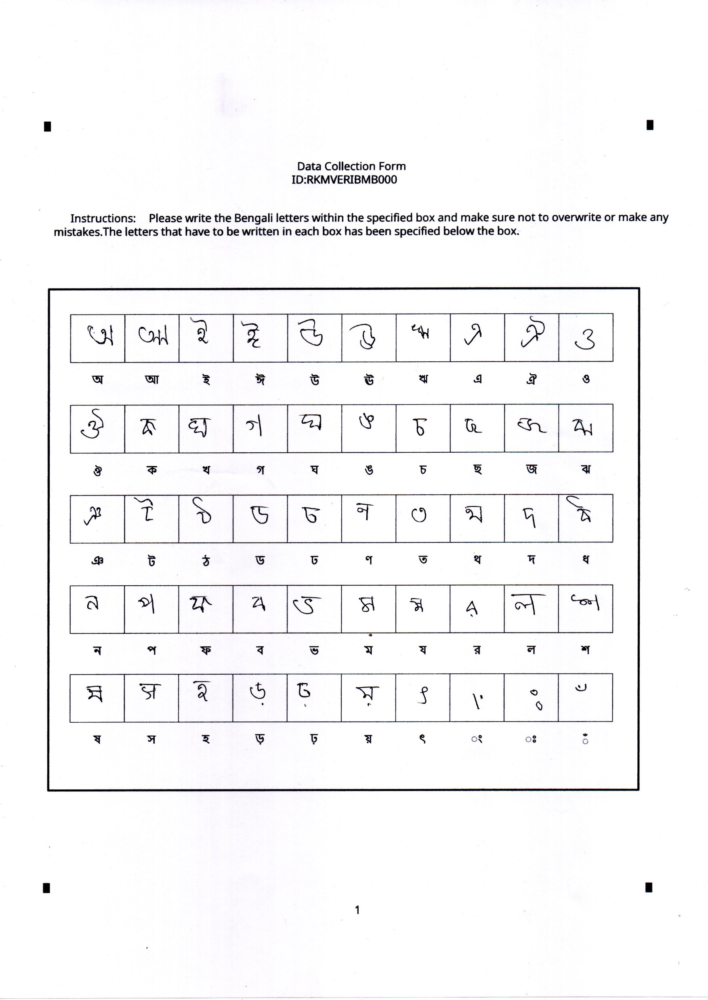 Data Collection Form
ID:RKMVERIBMB000
Instructions: Please write the Bengali letters within the specified box and make sure not to overwrite or make any
mistakes.The letters that have to be written in each box has been specified below the box.
অ আ ই ঈ উ ঊ ঋ এ ঐ ও
অ আ ই ঈ উ ঊ ঋ এ ঐ ও
ঔ ক খ গ ঘ ঙ চ ছ জ ঝ
ঔ ক খ গ ঘ ঙ চ ছ জ ঝ
ঞ ট ঠ ড ঢ ণ ত থ দ ধ
ঞ ট ঠ ড ঢ ণ ত থ দ ধ
ন প ফ ব ভ ম য র ল শ
ন প ফ ব ভ ম য র ল শ
ষ স হ ড় ঢ় য় ৎ ং ঃ ঁ
ষ স হ ড় ঢ় য় ৎ ং ঃ ঁ
1